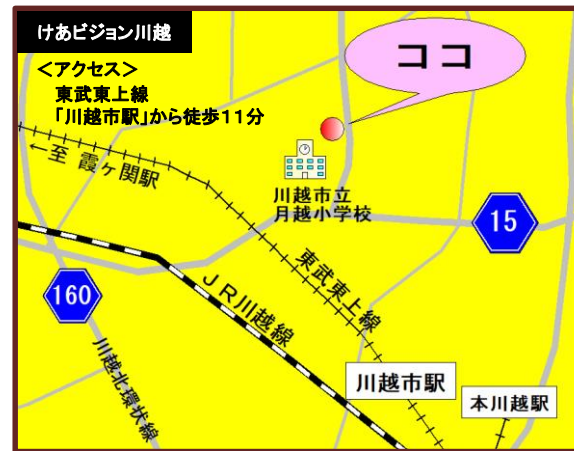 けあビジョン川越
＜アクセス＞
東武東上線
「川越市駅」から徒歩１１分
ココ
←至 霞ヶ関駅
川越市立
月越小学校
15
東武東上線
160
ＪＲ川越線
川越北環状線
川越市駅
本川越駅